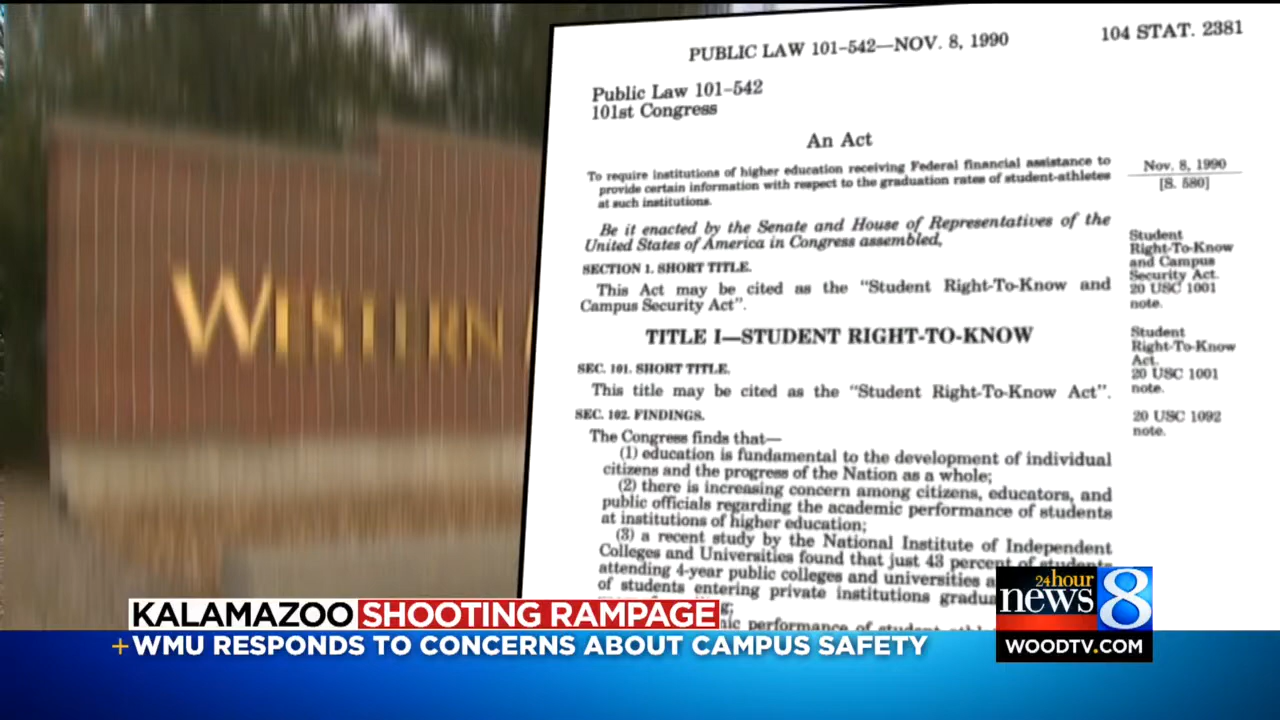 WESTERN
PUBLIC LAW 101–542—NOV. 8, 1990
104 STAT. 2381
Public Law 101–542
101st Congress
An Act
To require institutions of higher education receiving Federal financial assistance to
provide certain information with respect to the graduation rates of student-athletes
at such institutions.
Nov. 8, 1990
[S. 580]
Be it enacted by the Senate and House of Representatives of the
United States of America in Congress assembled,
SECTION 1. SHORT TITLE.
This Act may be cited as the "Student Right-To-Know and
Campus Security Act".
Student
Right-To-Know
and Campus
Security Act.
20 USC 1001
note.
TITLE I—STUDENT RIGHT-TO-KNOW
SEC. 101. SHORT TITLE.
This title may be cited as the "Student Right-To-Know Act".
Student
Right-To-Know
Act.
20 USC 1001
note.
SEC. 102. FINDINGS.
20 USC 1092
note.
The Congress finds that—
(1) education is fundamental to the development of individual
citizens and the progress of the Nation as a whole;
(2) there is increasing concern among citizens, educators, and
public officials regarding the academic performance of students
at institutions of higher education;
(3) a recent study by the National Institute of Independent
Colleges and Universities found that just 43 percent of students
attending 4-year public colleges and universities
of students entering private institutions
performance of
KALAMAZOO SHOOTING RAMPAGE
+WMU RESPONDS TO CONCERNS ABOUT CAMPUS SAFETY
24hour
news 8
WOODTV.COM